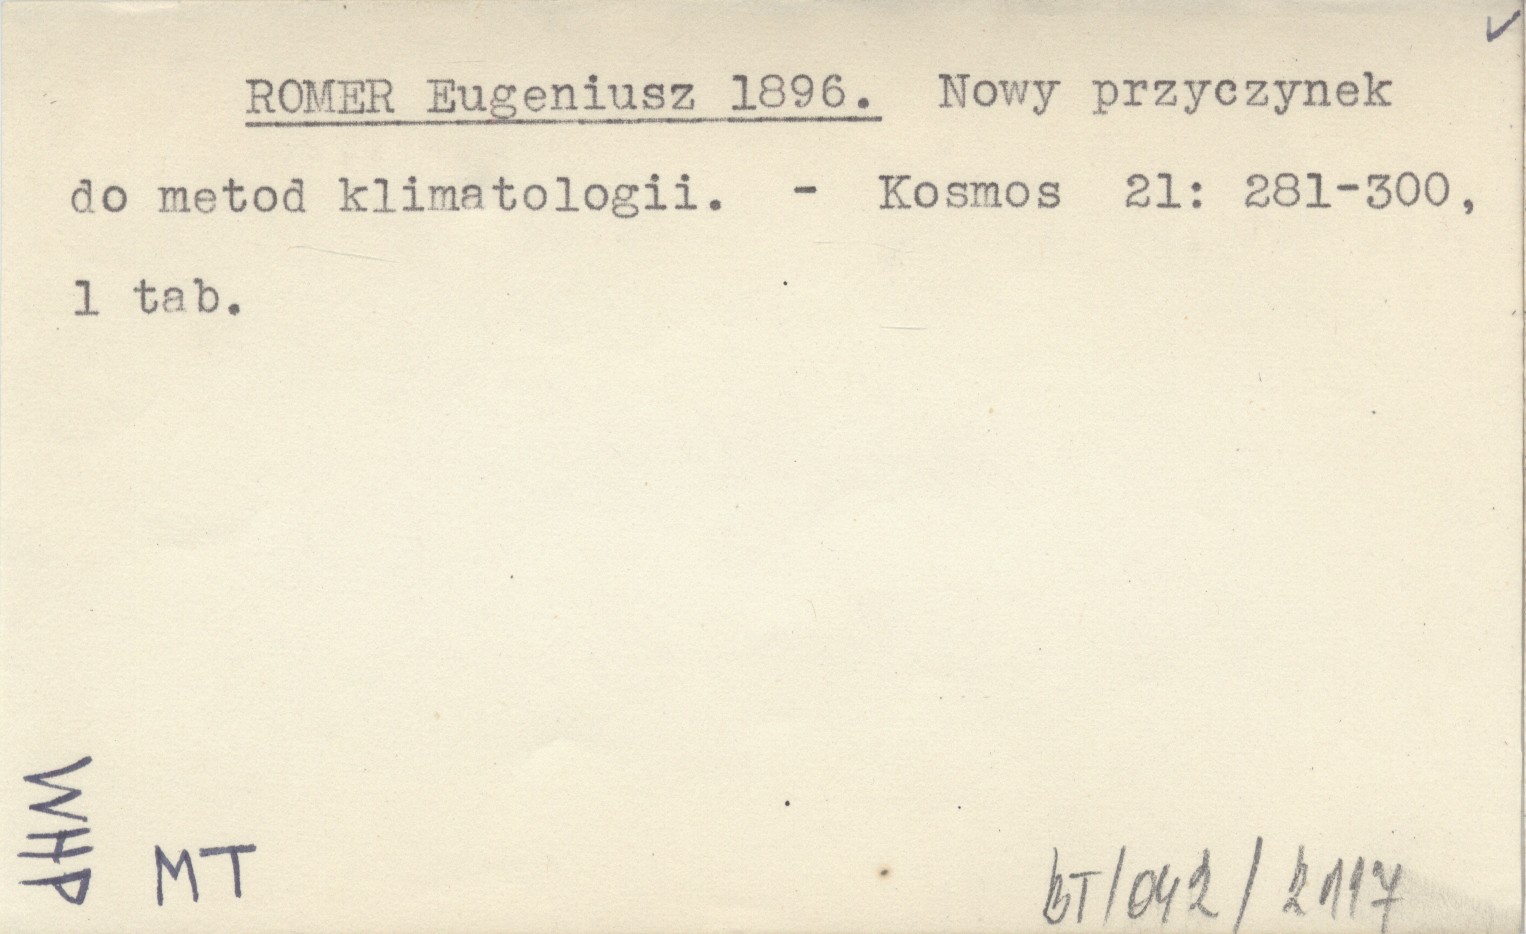 ROMER Eugeniusz 1896. Nowy przyczynek
do metod klimatologii. - Kosmos 21: 281-300,
1 tab.
WHP
MT
BT/042/2117